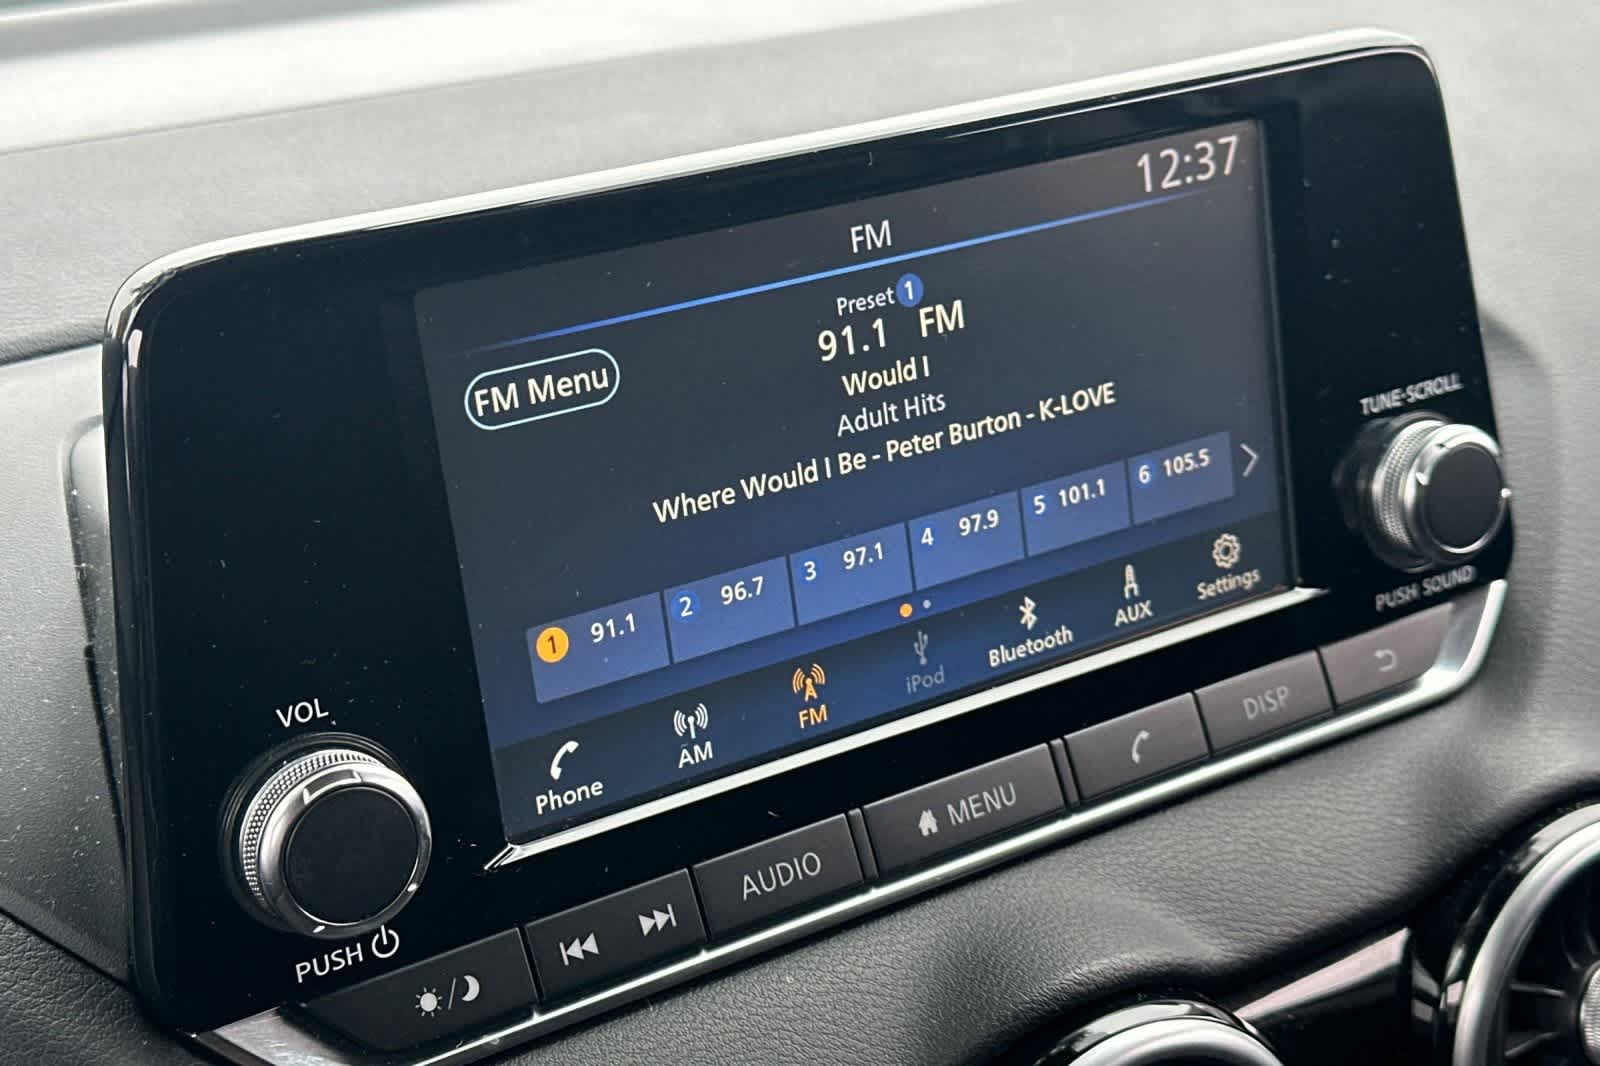 12:37
FM
Preset 1
91.1 FM
FM Menu
Would I
Adult Hits
Where Would I Be - Peter Burton - K-LOVE
1 91.1
2 96.7
3 97.1
4 97.9
5 101.1
6 105.5
Phone
AM
FM
iPod
Bluetooth
AUX
Settings
VOL
PUSH
TUNE·SCROLL
PUSH SOUND
AUDIO
MENU
DISP